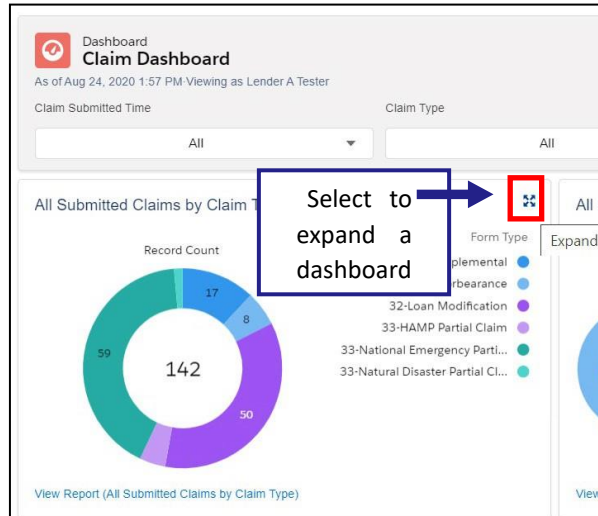 Dashboard
Claim Dashboard
As of Aug 24, 2020 1:57 PM·Viewing as Lender A Tester
Claim Submitted Time
Claim Type
All
All
All Submitted Claims by Claim
Select to
expand a
dashboard
All
Expand
Record Count
Form Type
plemental
rbearance
32-Loan Modification
33-HAMP Partial Claim
33-National Emergency Parti...
33-Natural Disaster Partial Cl...
17
8
59
142
50
View Report (All Submitted Claims by Claim Type)
View